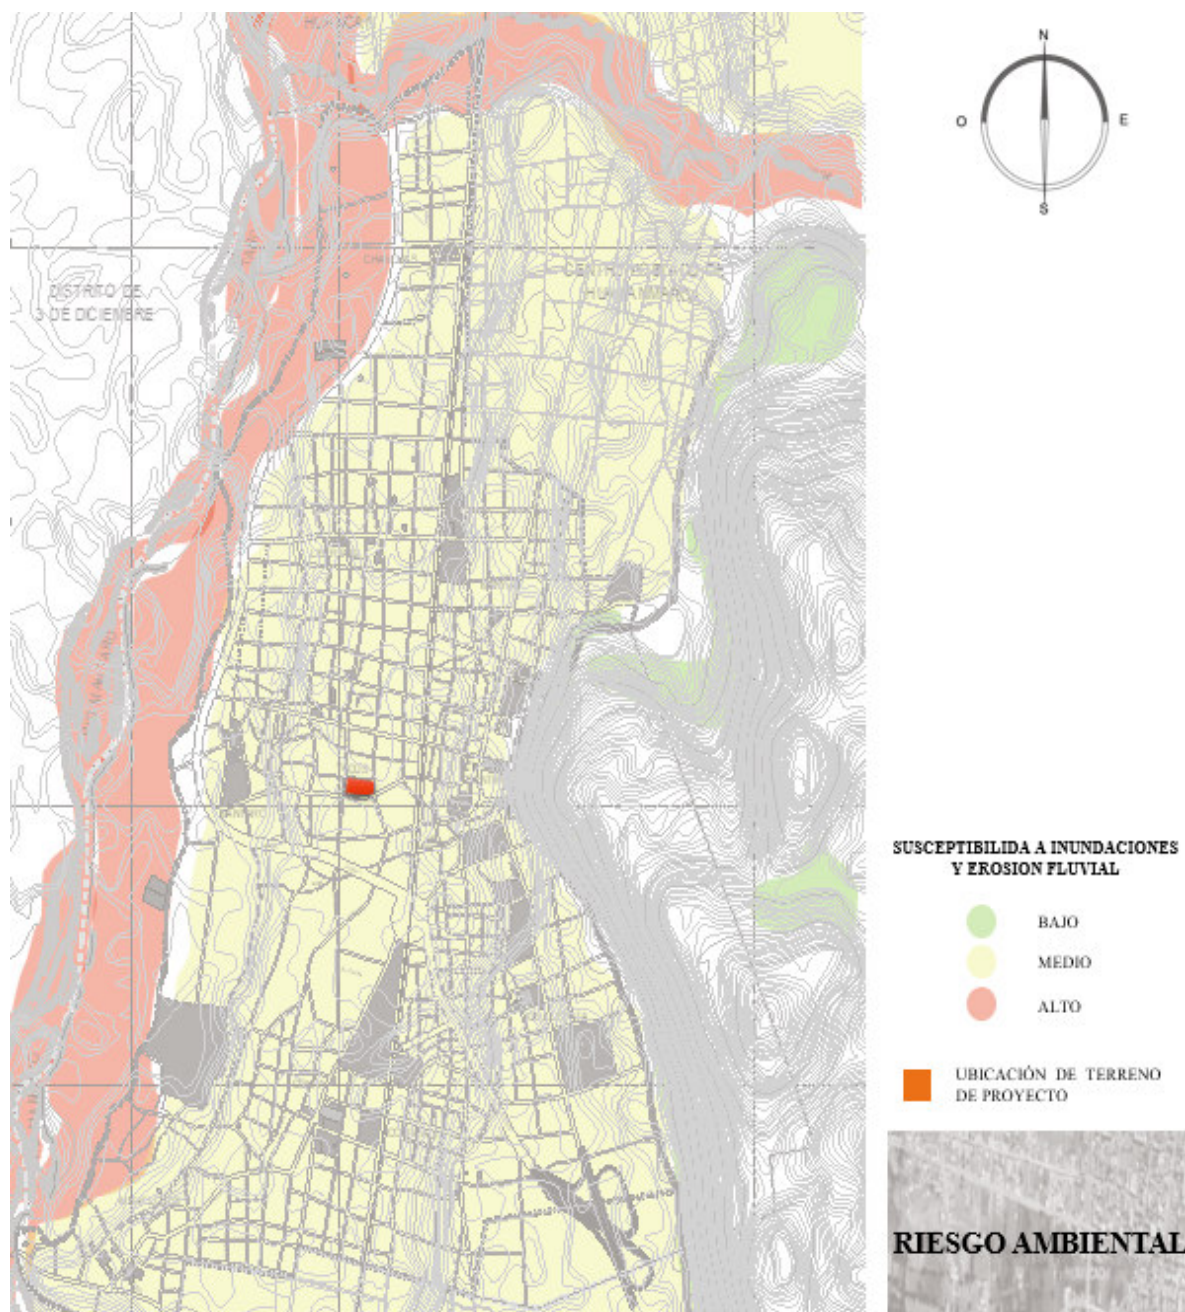 N
O
E
S
DISTRITO DE
3 DE DICIEMBRE
SUSCEPTIBILIDA A INUNDACIONES
Y EROSION FLUVIAL
BAJO
MEDIO
ALTO
UBICACIÓN DE TERRENO
DE PROYECTO
RIESGO AMBIENTAL